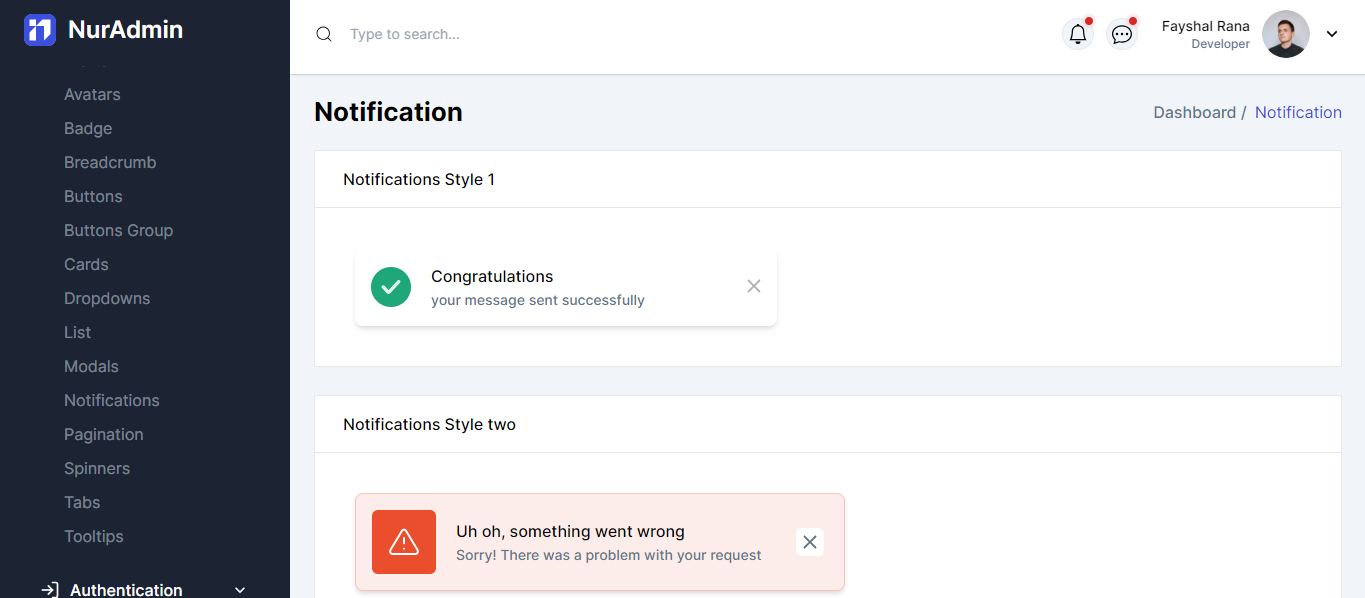 NurAdmin
Avatars
Badge
Breadcrumb
Buttons
Buttons Group
Cards
Dropdowns
List
Modals
Notifications
Pagination
Spinners
Tabs
Tooltips
Authentication
Type to search...
Fayshal Rana
Developer
Notification
Dashboard / Notification
Notifications Style 1
Congratulations
your message sent successfully
Notifications Style two
Uh oh, something went wrong
Sorry! There was a problem with your request